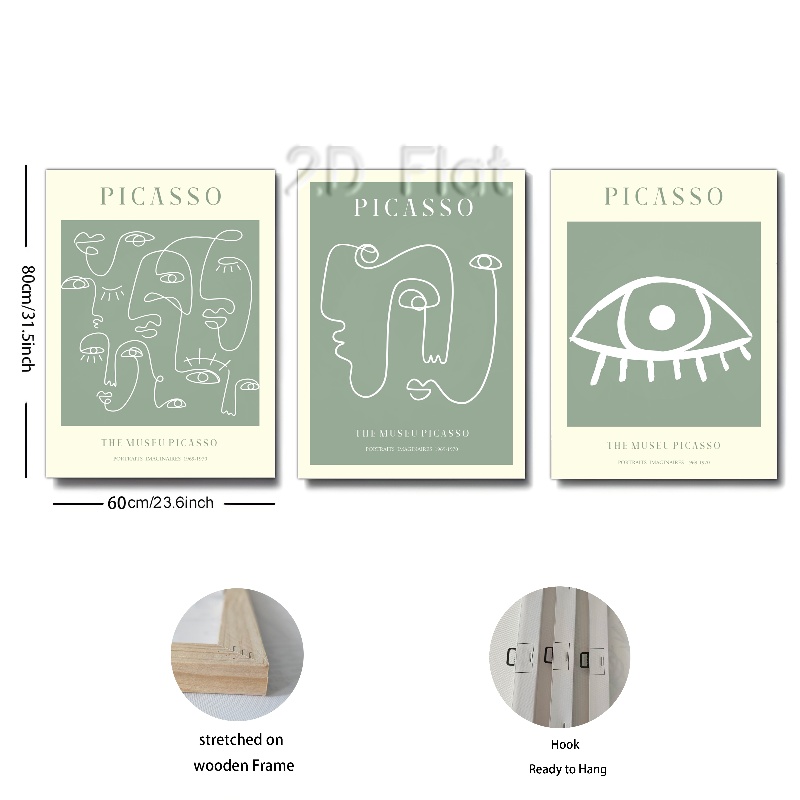 2D Flat
PICASSO
THE MUSEU PICASSO
PORTRAITS IMAGINAIRES 1969-1970
PICASSO
THE MUSEU PICASSO
PORTRAITS IMAGINAIRES 1969-1970
PICASSO
THE MUSEU PICASSO
PORTRAITS IMAGINAIRES 1969-1970
80cm/31.5inch
60cm/23.6inch
stretched on
wooden Frame
Hook
Ready to Hang